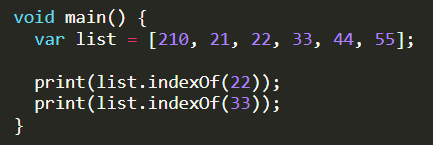 void main() {
  var list = [210, 21, 22, 33, 44, 55];

  print(list.indexOf(22));
  print(list.indexOf(33));
}